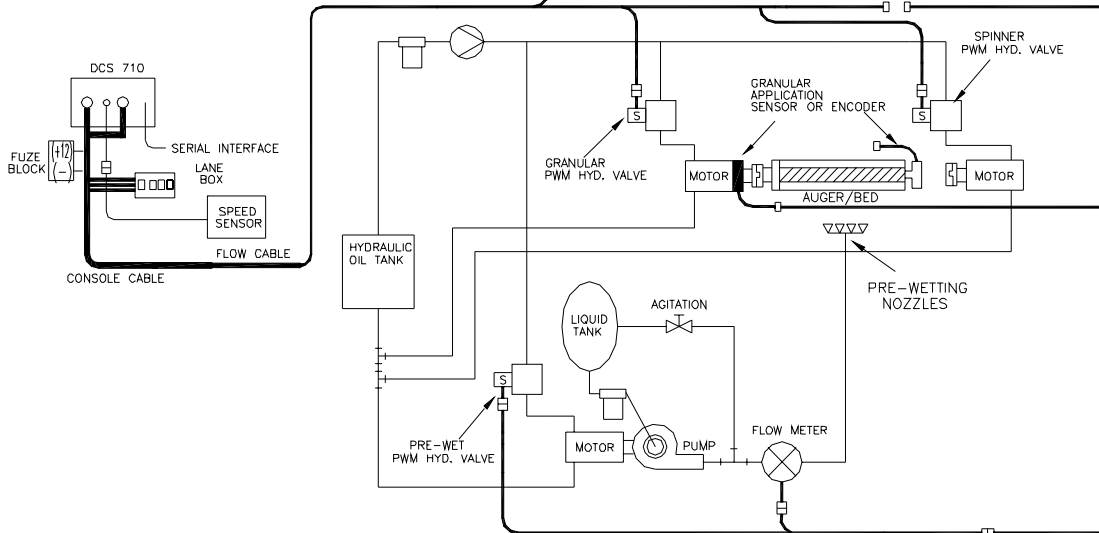 DCS 710
(+12)
(-)
FUZE
BLOCK
SERIAL INTERFACE
LANE
BOX
SPEED
SENSOR
FLOW CABLE
CONSOLE CABLE
HYDRAULIC
OIL TANK
S
GRANULAR
PWM HYD. VALVE
GRANULAR
APPLICATION
SENSOR OR ENCODER
SPINNER
PWM HYD. VALVE
S
MOTOR
AUGER/BED
MOTOR
PRE-WETTING
NOZZLES
LIQUID
TANK
AGITATION
S
PRE-WET
PWM HYD. VALVE
MOTOR
PUMP
FLOW METER